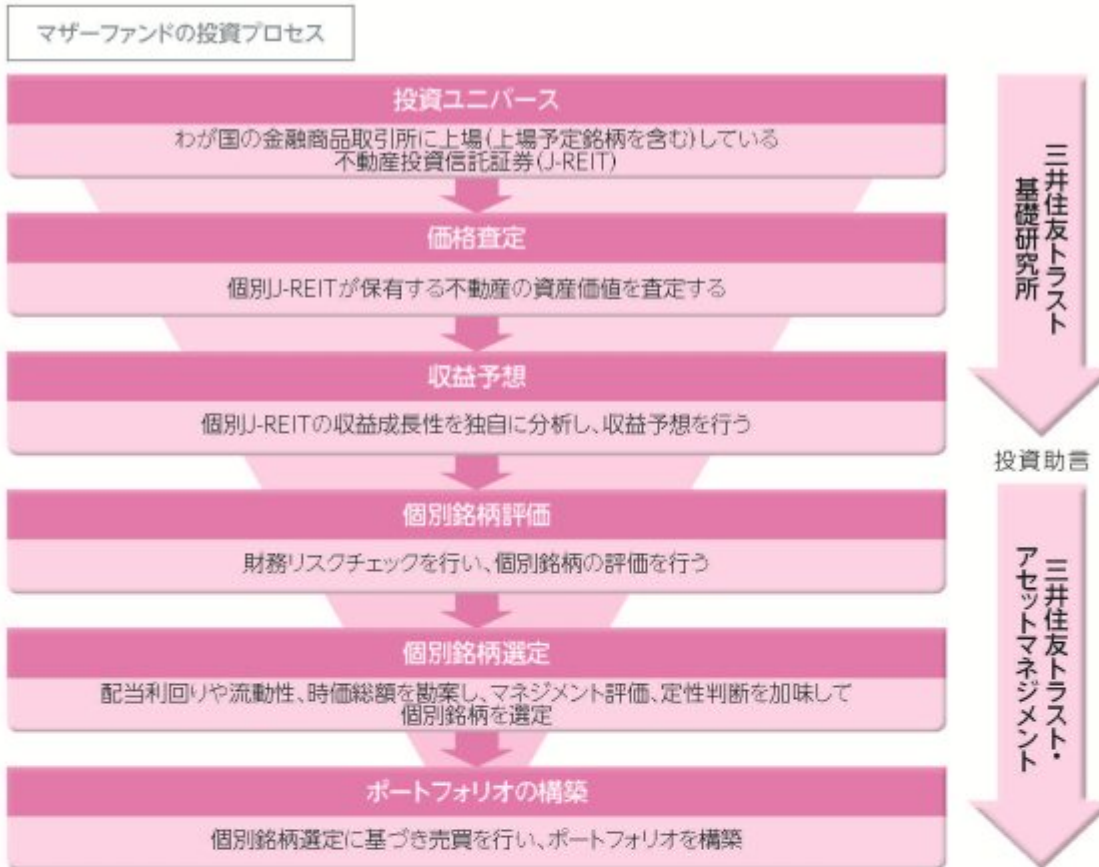 マザーファンドの投資プロセス
投資ユニバース
わが国の金融商品取引所に上場(上場予定銘柄を含む)している
不動産投資信託証券(J-REIT)
価格査定
個別J-REITが保有する不動産の資産価値を査定する
収益予想
個別J-REITの収益成長性を独自に分析し、収益予想を行う
個別銘柄評価
財務リスクチェックを行い、個別銘柄の評価を行う
個別銘柄選定
配当利回りや流動性、時価総額を勘案し、マネジメント評価、定性判断を加味して
個別銘柄を選定
ポートフォリオの構築
個別銘柄選定に基づき売買を行い、ポートフォリオを構築
三井住友トラスト
基礎研究所
投資助言
三井住友トラスト・
アセットマネジメント